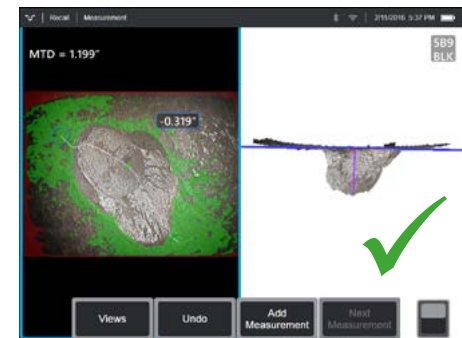 Recall | Measurement
2/11/2016 5:37 PM
MTD = 1.199"
5B9
BLK
-0.319"
Views
Undo
Add
Measurement
Next
Measurement